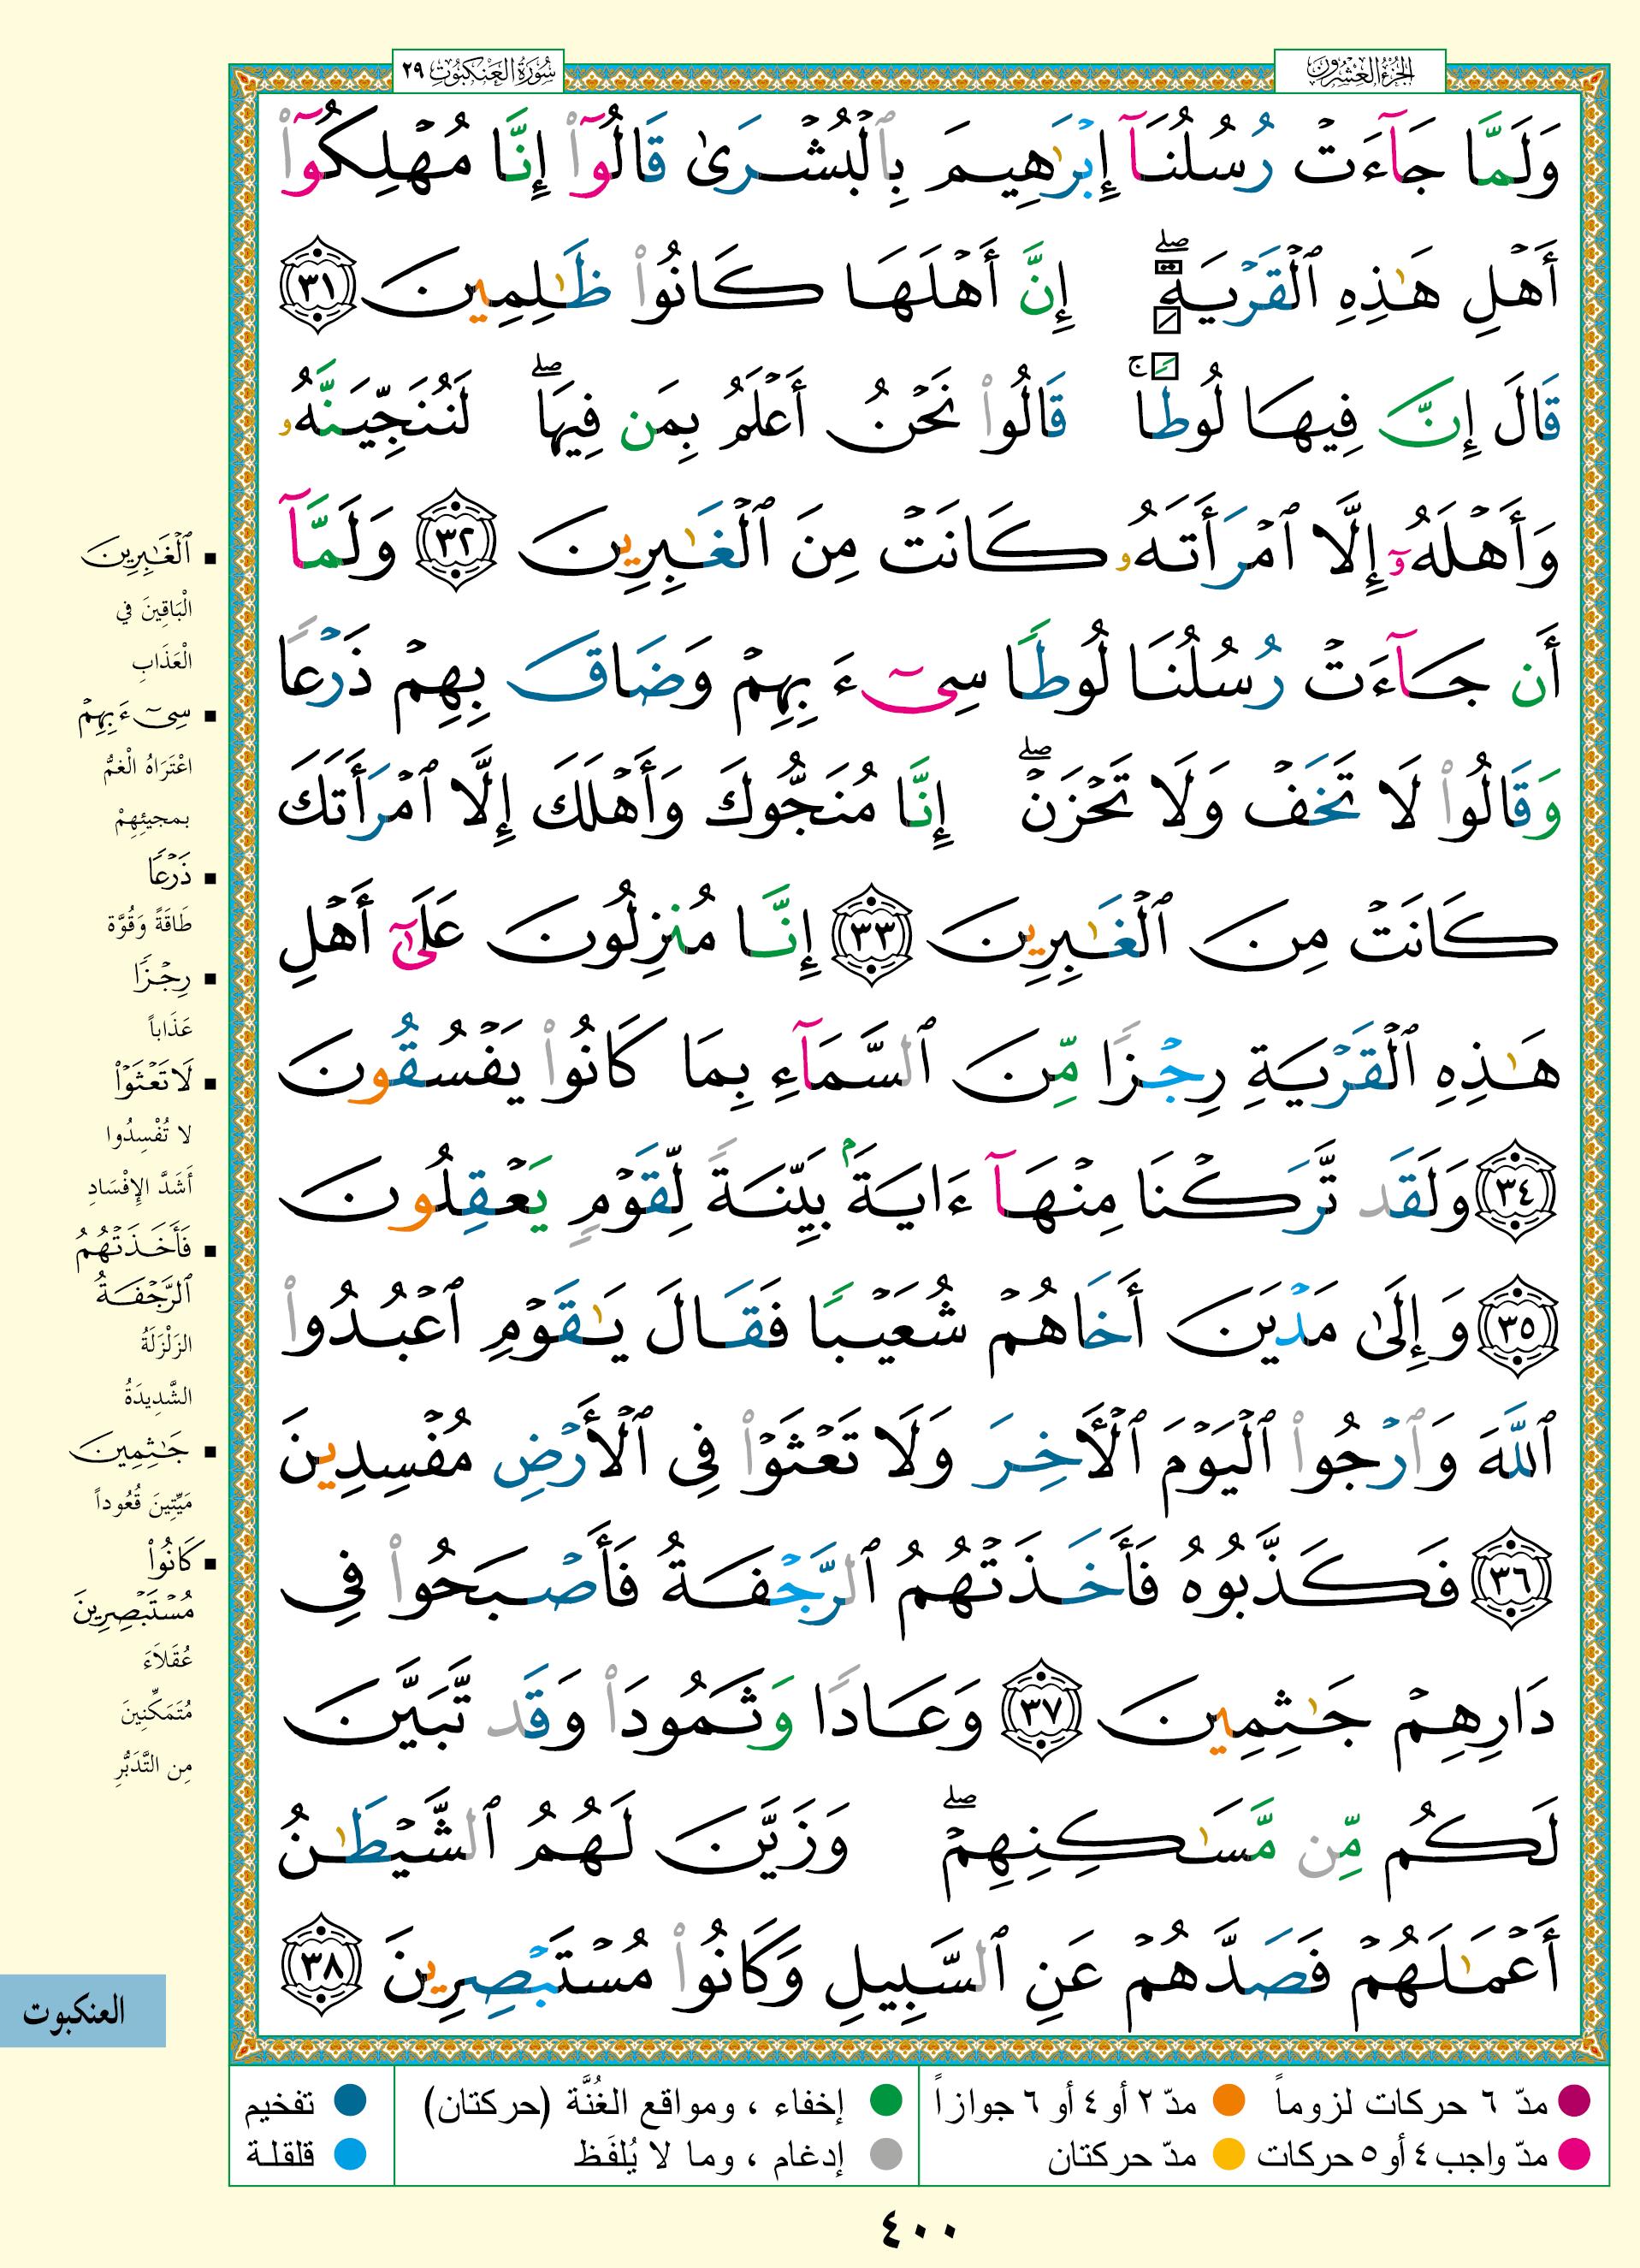 الجزء العشرون
سورة العنكبوت ٢٩
وَلَمَّا جَآءَتْ رُسُلُنَآ إِبْرَٰهِيمَ بِٱلْبُشْرَىٰ قَالُوٓا۟ إِنَّا مُهْلِكُوٓا۟
أَهْلِ هَٰذِهِ ٱلْقَرْيَةِ ۖ إِنَّ أَهْلَهَا كَانُوا۟ ظَٰلِمِينَ ٣١
قَالَ إِنَّ فِيهَا لُوطًا ۚ قَالُوا۟ نَحْنُ أَعْلَمُ بِمَن فِيهَا ۖ لَنُنَجِّيَنَّهُۥ
وَأَهْلَهُۥٓ إِلَّا ٱمْرَأَتَهُۥ كَانَتْ مِنَ ٱلْغَٰبِرِينَ ٣٢ وَلَمَّآ
أَن جَآءَتْ رُسُلُنَا لُوطًا سِىٓءَ بِهِمْ وَضَاقَ بِهِمْ ذَرْعًا
وَقَالُوا۟ لَا تَخَفْ وَلَا تَحْزَنْ ۖ إِنَّا مُنَجُّوكَ وَأَهْلَكَ إِلَّا ٱمْرَأَتَكَ
كَانَتْ مِنَ ٱلْغَٰبِرِينَ ٣٣ إِنَّا مُنزِلُونَ عَلَىٰٓ أَهْلِ
هَٰذِهِ ٱلْقَرْيَةِ رِجْزًا مِّنَ ٱلسَّمَآءِ بِمَا كَانُوا۟ يَفْسُقُونَ
٣٤ وَلَقَد تَّرَكْنَا مِنْهَآ ءَايَةًۢ بَيِّنَةً لِّقَوْمٍ يَعْقِلُونَ
٣٥ وَإِلَىٰ مَدْيَنَ أَخَاهُمْ شُعَيْبًا فَقَالَ يَٰقَوْمِ ٱعْبُدُوا۟
ٱللَّهَ وَٱرْجُوا۟ ٱلْيَوْمَ ٱلْأَخِرَ وَلَا تَعْثَوْا۟ فِى ٱلْأَرْضِ مُفْسِدِينَ
٣٦ فَكَذَّبُوهُ فَأَخَذَتْهُمُ ٱلرَّجْفَةُ فَأَصْبَحُوا۟ فِى
دَارِهِمْ جَٰثِمِينَ ٣٧ وَعَادًا وَثَمُودَا۟ وَقَد تَّبَيَّنَ
لَكُم مِّن مَّسَٰكِنِهِمْ ۖ وَزَيَّنَ لَهُمُ ٱلشَّيْطَٰنُ
أَعْمَٰلَهُمْ فَصَدَّهُمْ عَنِ ٱلسَّبِيلِ وَكَانُوا۟ مُسْتَبْصِرِينَ ٣٨
▪ ٱلْغَٰبِرِينَ
الْبَاقِينَ في
الْعَذَابِ
▪ سِىٓءَ بِهِمْ
اعْتَرَاهُ الْغمُّ
بمجيئِهِمْ
▪ ذَرْعًا
طَاقَةً وَقُوَّة
▪ رِجْزًا
عَذَاباً
▪ لَا تَعْثَوْا۟
لا تُفْسِدُوا
أَشَدَّ الإِفْسَادِ
▪ فَأَخَذَتْهُمُ
ٱلرَّجْفَةُ
الزَلْزَلَةُ
الشَّدِيدَةُ
▪ جَٰثِمِينَ
مَيِّتِينَ قُعُوداً
▪ كَانُوا۟
مُسْتَبْصِرِينَ
عُقَلاَءَ
مُتَمَكِّنِينَ
مِن التَّدَبُّرِ
العنكبوت
مدّ ٦ حركات لزوماً
مدّ ٢ أو ٤ أو ٦ جوازاً
إخفاء ، ومواقع الغُنَّة (حركتان)
تفخيم
مدّ واجب ٤ أو ٥ حركات
مدّ حركتان
إدغام ، وما لا يُلفَظ
قلقلة
٤٠٠